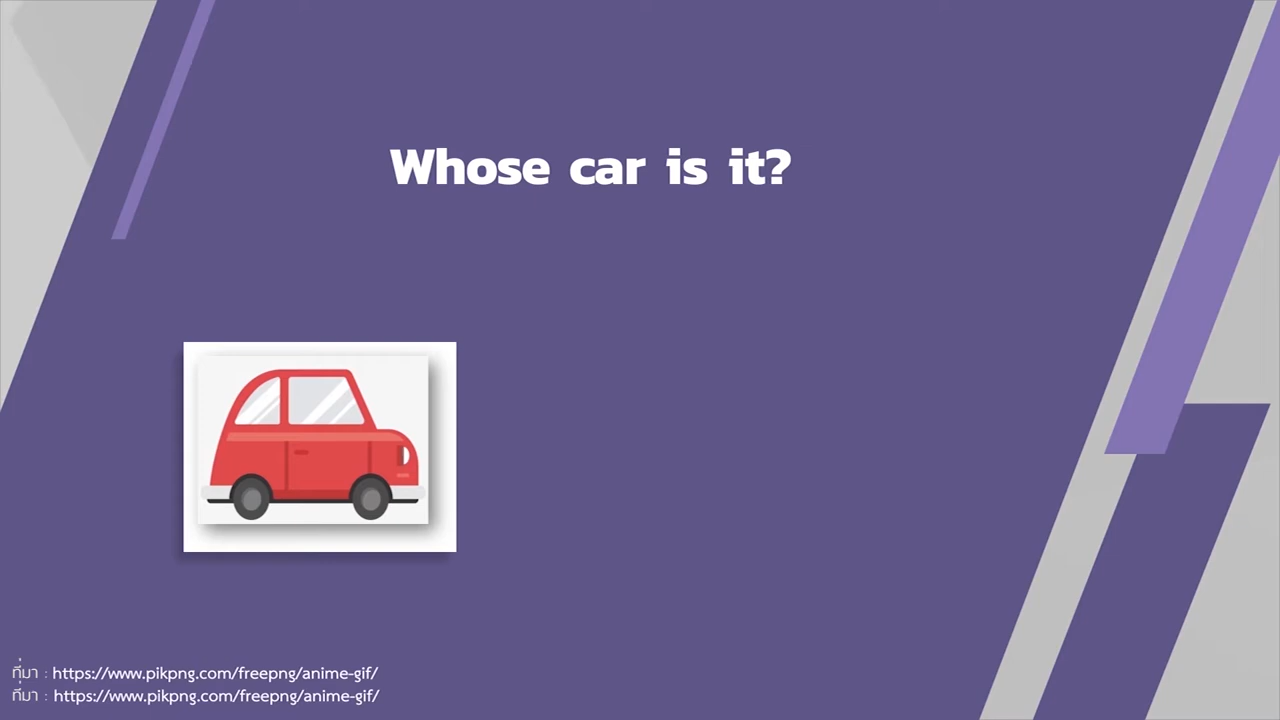 Whose car is it?
ที่มา : https://www.pikpng.com/freepng/anime-gif/
ที่มา : https://www.pikpng.com/freepng/anime-gif/